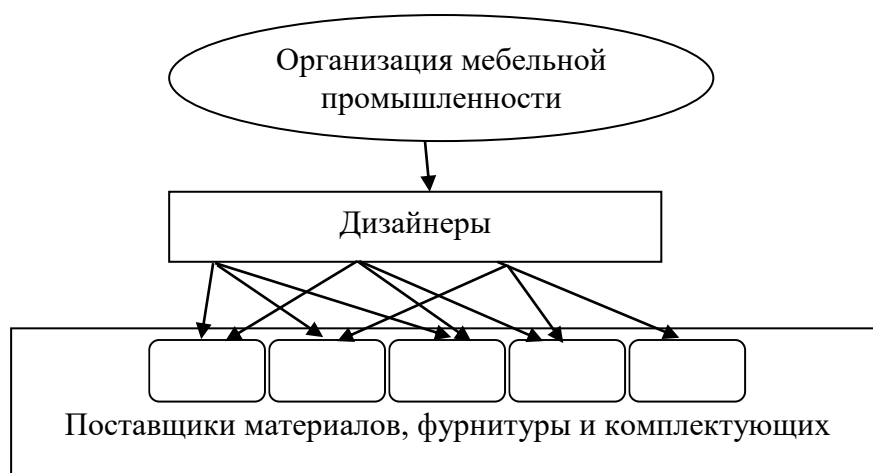 Организация мебельной
промышленности
Дизайнеры
Поставщики материалов, фурнитуры и комплектующих